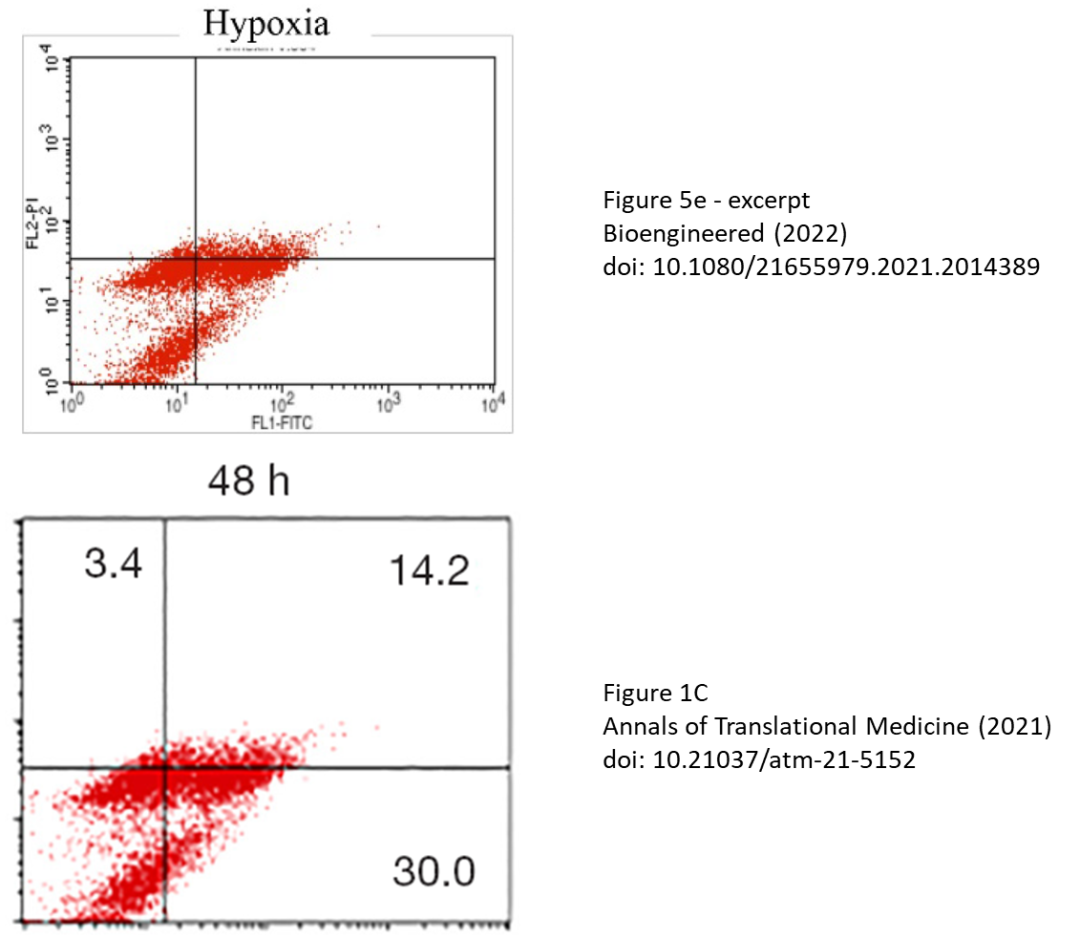 Hypoxia
10^4
10^3
10^2
10^1
10^0
FL2-PI
10^0 10^1 10^2 10^3 10^4
FL1-FITC
Figure 5e - excerpt
Bioengineered (2022)
doi: 10.1080/21655979.2021.2014389
48 h
3.4 14.2
30.0
Figure 1C
Annals of Translational Medicine (2021)
doi: 10.21037/atm-21-5152